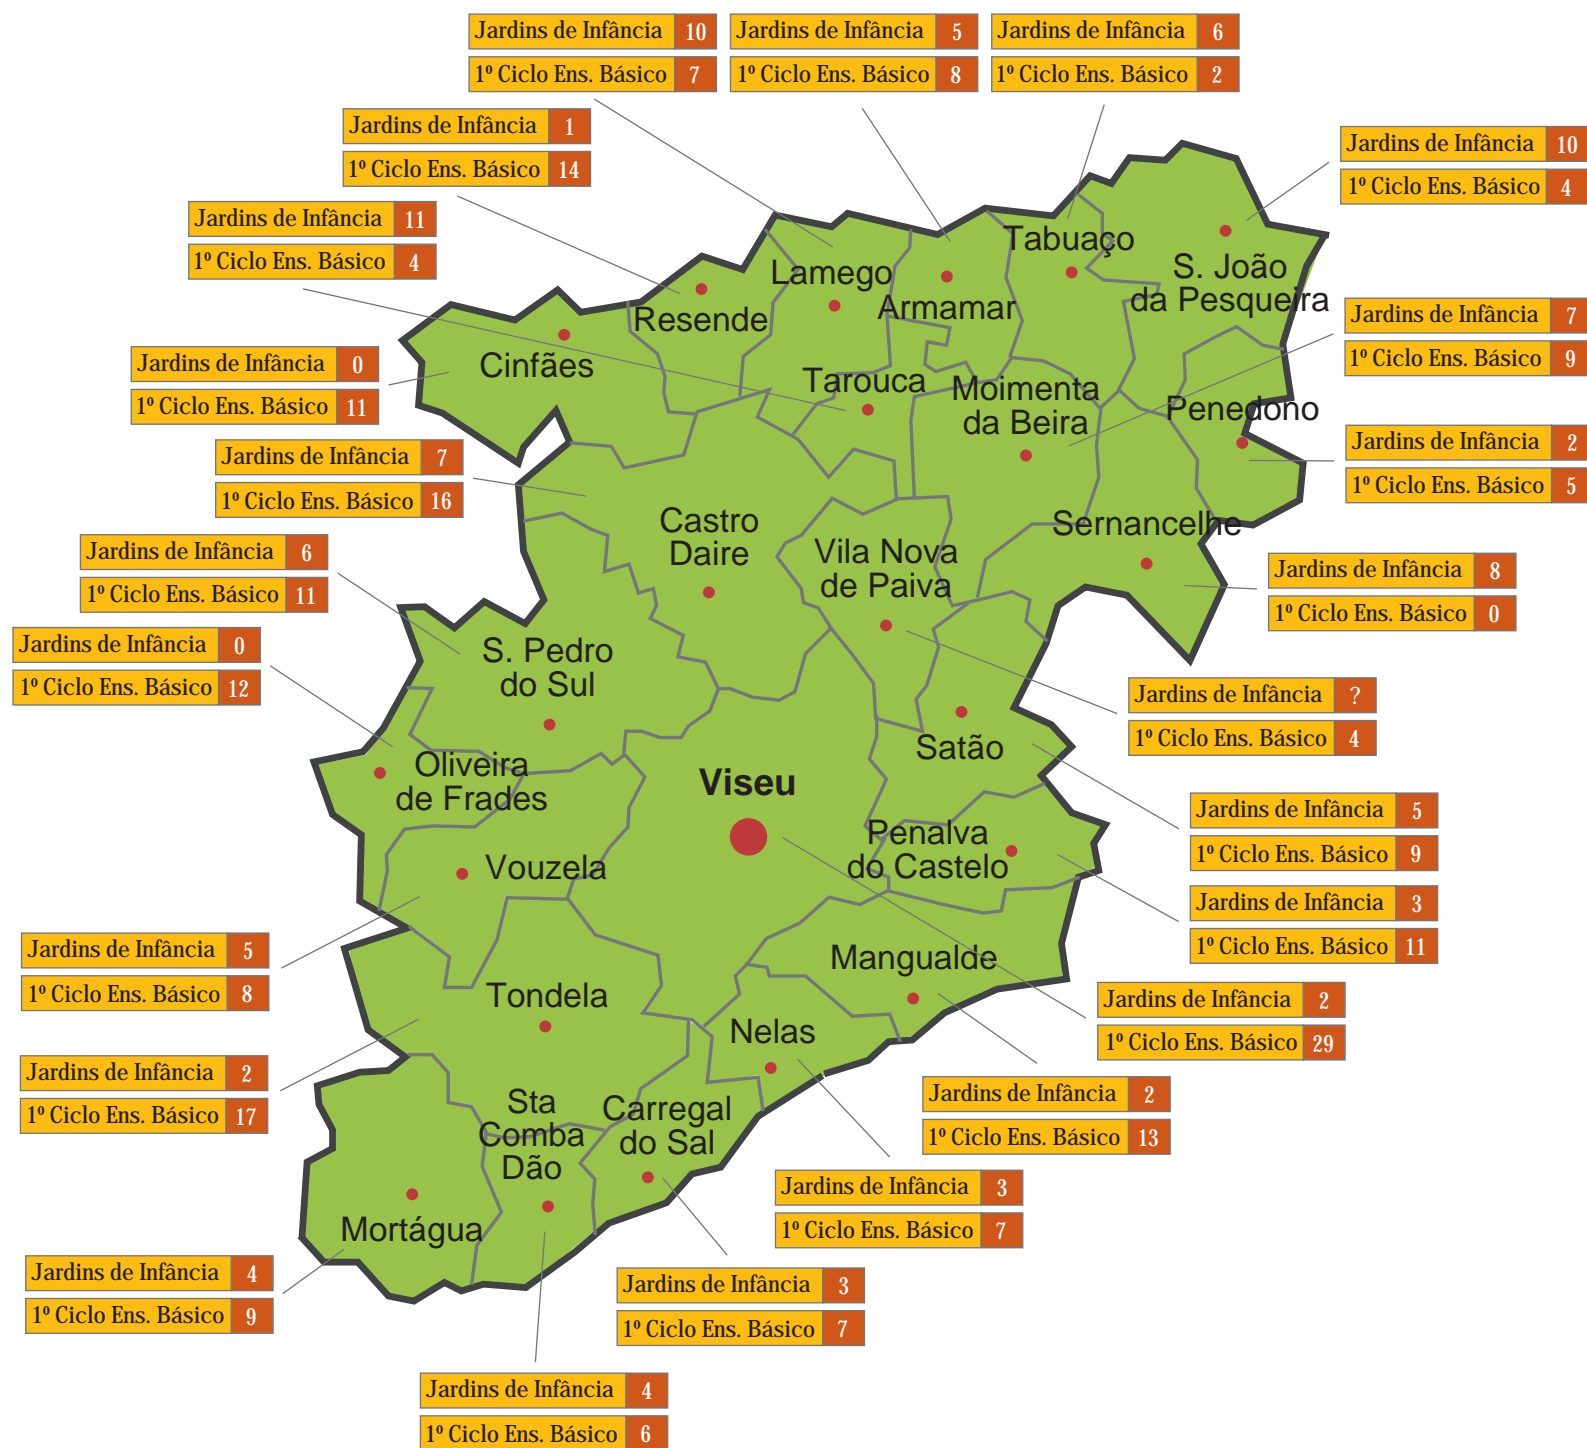 Jardins de Infância 10
1º Ciclo Ens. Básico 7
Jardins de Infância 5
1º Ciclo Ens. Básico 8
Jardins de Infância 6
1º Ciclo Ens. Básico 2
Jardins de Infância 1
1º Ciclo Ens. Básico 14
Jardins de Infância 10
1º Ciclo Ens. Básico 4
Jardins de Infância 11
1º Ciclo Ens. Básico 4
Tabuaço
S. João
da Pesqueira
Lamego
Armamar
Resende
Cinfães
Jardins de Infância 7
1º Ciclo Ens. Básico 9
Jardins de Infância 0
1º Ciclo Ens. Básico 11
Tarouca
Moimenta
da Beira
Penedono
Jardins de Infância 2
1º Ciclo Ens. Básico 5
Jardins de Infância 7
1º Ciclo Ens. Básico 16
Castro
Daire
Vila Nova
de Paiva
Sernancelhe
Jardins de Infância 6
1º Ciclo Ens. Básico 11
Jardins de Infância 8
1º Ciclo Ens. Básico 0
Jardins de Infância 0
1º Ciclo Ens. Básico 12
S. Pedro
do Sul
Jardins de Infância ?
1º Ciclo Ens. Básico 4
Satão
Oliveira
de Frades
Viseu
Jardins de Infância 5
1º Ciclo Ens. Básico 9
Penalva
do Castelo
Vouzela
Jardins de Infância 3
1º Ciclo Ens. Básico 11
Jardins de Infância 5
1º Ciclo Ens. Básico 8
Mangualde
Tondela
Nelas
Jardins de Infância 2
1º Ciclo Ens. Básico 29
Jardins de Infância 2
1º Ciclo Ens. Básico 17
Jardins de Infância 2
1º Ciclo Ens. Básico 13
Sta
Comba
Dão
Carregal
do Sal
Jardins de Infância 3
1º Ciclo Ens. Básico 7
Mortágua
Jardins de Infância 4
1º Ciclo Ens. Básico 9
Jardins de Infância 3
1º Ciclo Ens. Básico 7
Jardins de Infância 4
1º Ciclo Ens. Básico 6